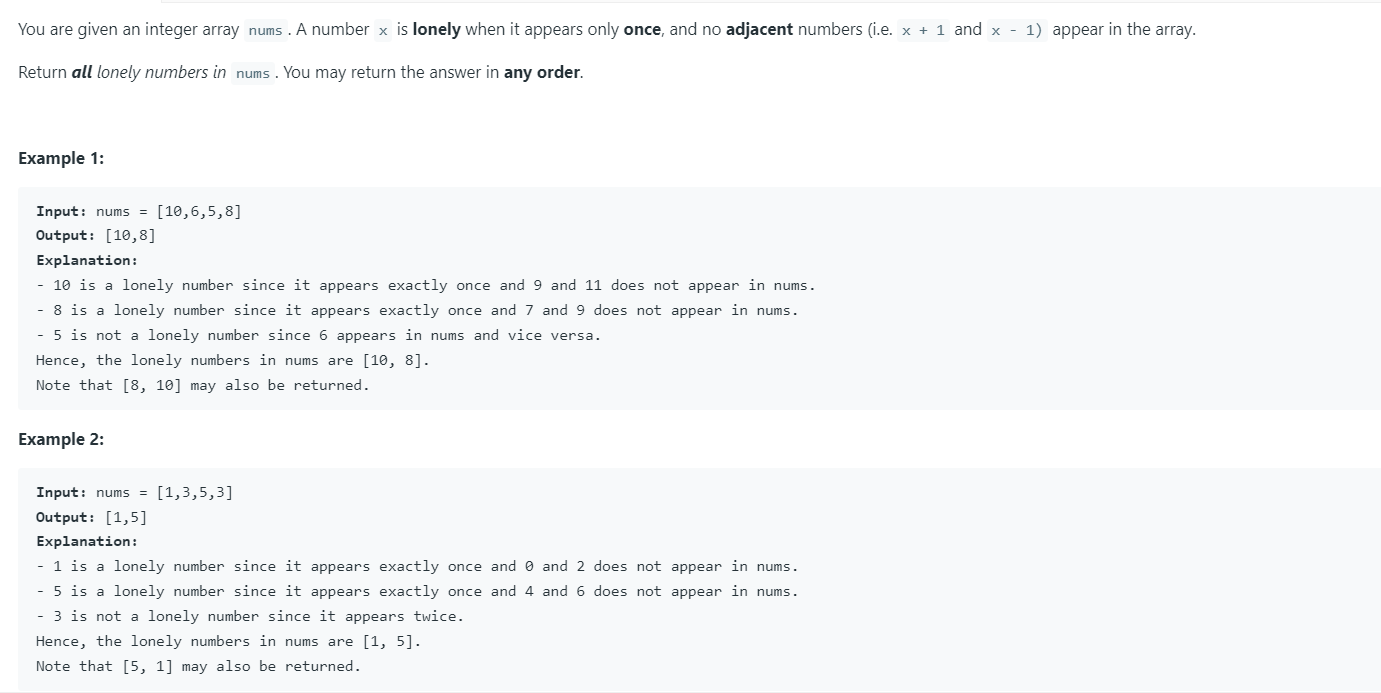 You are given an integer array nums . A number x is lonely when it appears only once, and no adjacent numbers (i.e. x + 1 and x - 1) appear in the array.
Return all lonely numbers in nums . You may return the answer in any order.
Example 1:
Input: nums = [10,6,5,8]
Output: [10,8]
Explanation:
- 10 is a lonely number since it appears exactly once and 9 and 11 does not appear in nums.
- 8 is a lonely number since it appears exactly once and 7 and 9 does not appear in nums.
- 5 is not a lonely number since 6 appears in nums and vice versa.
Hence, the lonely numbers in nums are [10, 8].
Note that [8, 10] may also be returned.
Example 2:
Input: nums = [1,3,5,3]
Output: [1,5]
Explanation:
- 1 is a lonely number since it appears exactly once and 0 and 2 does not appear in nums.
- 5 is a lonely number since it appears exactly once and 4 and 6 does not appear in nums.
- 3 is not a lonely number since it appears twice.
Hence, the lonely numbers in nums are [1, 5].
Note that [5, 1] may also be returned.